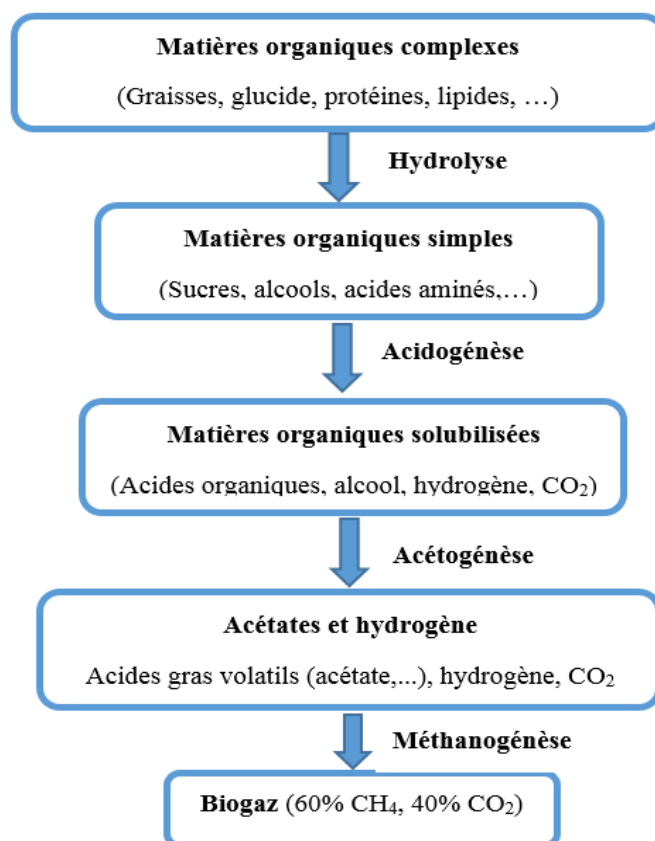 Matières organiques complexes
(Graisses, glucide, protéines, lipides, …)
Hydrolyse
Matières organiques simples
(Sucres, alcools, acides aminés,…)
Acidogénèse
Matières organiques solubilisées
(Acides organiques, alcool, hydrogène, CO₂)
Acétogénèse
Acétates et hydrogène
Acides gras volatils (acétate,...), hydrogène, CO₂
Méthanogénèse
Biogaz (60% CH₄, 40% CO₂)